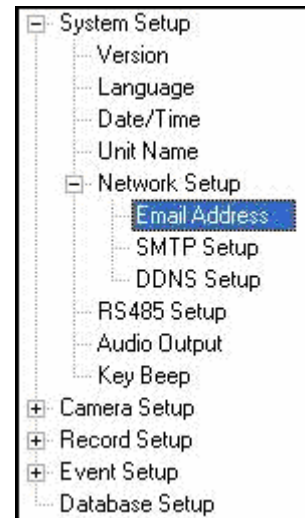 System Setup
Version
Language
Date/Time
Unit Name
Network Setup
Email Address
SMTP Setup
DDNS Setup
RS485 Setup
Audio Output
Key Beep
Camera Setup
Record Setup
Event Setup
Database Setup